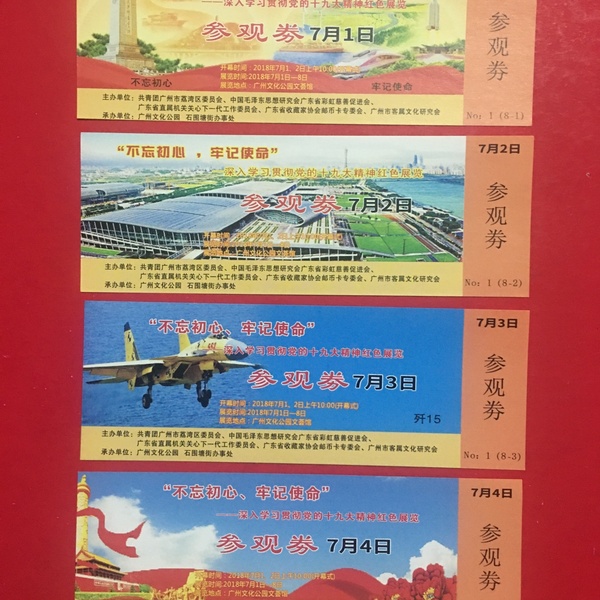 ——深入学习贯彻党的十九大精神红色展览
参观券 7月1日
开幕时间：2018年7月1、2日上午10.00(开幕式)
展览时间:2018年7月1日—8日
展览地点：广州文化公园文荟馆
不忘初心
牢记使命
主办单位：共青团广州市荔湾区委员会、中国毛泽东思想研究会广东省彩虹慈善促进会、
广东省直属机关关心下一代工作委员会、广东省收藏家协会邮币卡专委会、广州市客属文化研究会
承办单位：广州文化公园 石围塘街办事处
参观券
No：1 (8-1)
“不忘初心，牢记使命”
——深入学习贯彻党的十九大精神红色展览
参观券 7月2日
主办单位：共青团广州市荔湾区委员会、中国毛泽东思想研究会广东省彩虹慈善促进会、
广东省直属机关关心下一代工作委员会、广东省收藏家协会邮币卡专委会、广州市客属文化研究会
承办单位：广州文化公园 石围塘街办事处
7月2日
参观券
No：1 (8-2)
“不忘初心、牢记使命”
深入学习贯彻党的十九大精神红色展览
参观券 7月3日
开幕时间：2018年7月1、2日上午10.00(开幕式)
展览时间:2018年7月1日—8日
展览地点：广州文化公园文荟馆
歼15
主办单位：共青团广州市荔湾区委员会、中国毛泽东思想研究会广东省彩虹慈善促进会、
广东省直属机关关心下一代工作委员会、广东省收藏家协会邮币卡专委会、广州市客属文化研究会
承办单位：广州文化公园 石围塘街办事处
7月3日
参观券
No：1 (8-3)
“不忘初心、牢记使命”
——深入学习贯彻党的十九大精神红色展览
参观券 7月4日
7月4日
参观券